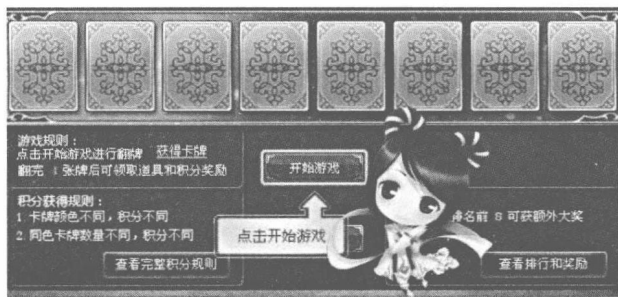 游戏规则：
点击开始游戏进行翻牌 获得卡牌
翻完 4 张牌后可领取道具和积分奖励
开始游戏
积分获得规则：
1.卡牌颜色不同，积分不同
2.同色卡牌数量不同，积分不同
点击开始游戏
排名前 8 可获额外大奖
查看完整积分规则
查看排行和奖励